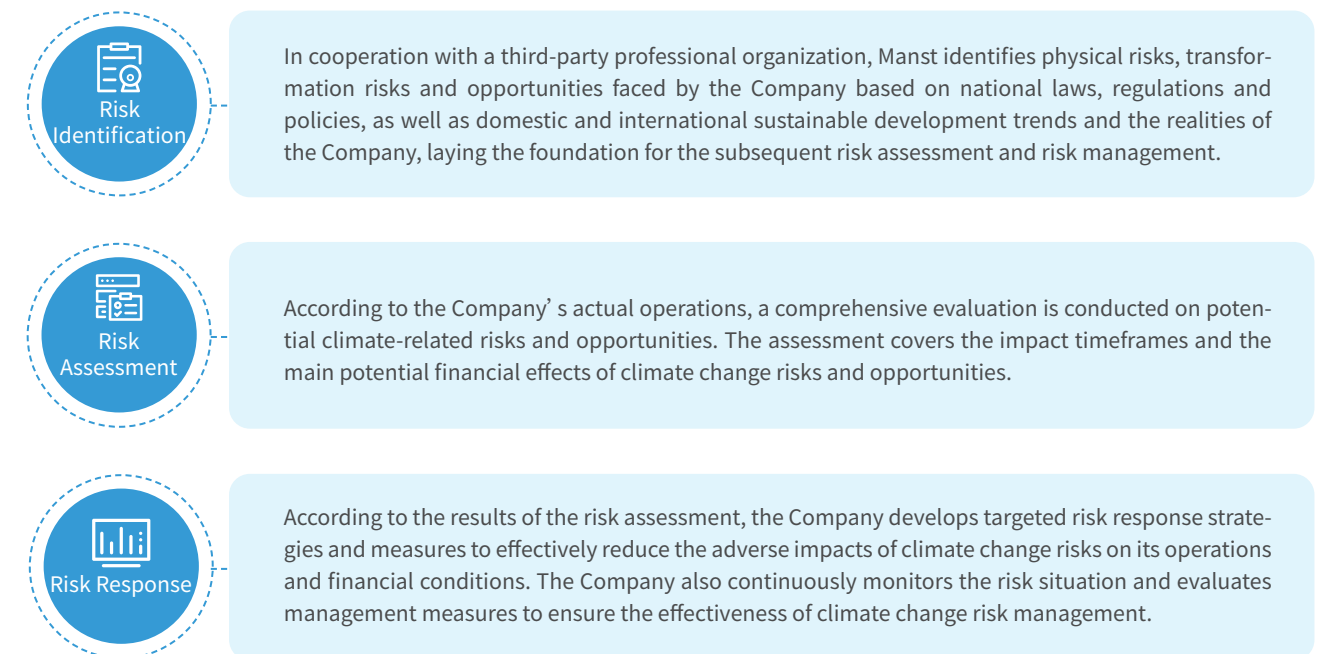 Risk
Identification
In cooperation with a third-party professional organization, Manst identifies physical risks, transfor-
mation risks and opportunities faced by the Company based on national laws, regulations and
policies, as well as domestic and international sustainable development trends and the realities of
the Company, laying the foundation for the subsequent risk assessment and risk management.
Risk
Assessment
According to the Company’ s actual operations, a comprehensive evaluation is conducted on poten-
tial climate-related risks and opportunities. The assessment covers the impact timeframes and the
main potential financial effects of climate change risks and opportunities.
Risk Response
According to the results of the risk assessment, the Company develops targeted risk response strate-
gies and measures to effectively reduce the adverse impacts of climate change risks on its operations
and financial conditions. The Company also continuously monitors the risk situation and evaluates
management measures to ensure the effectiveness of climate change risk management.